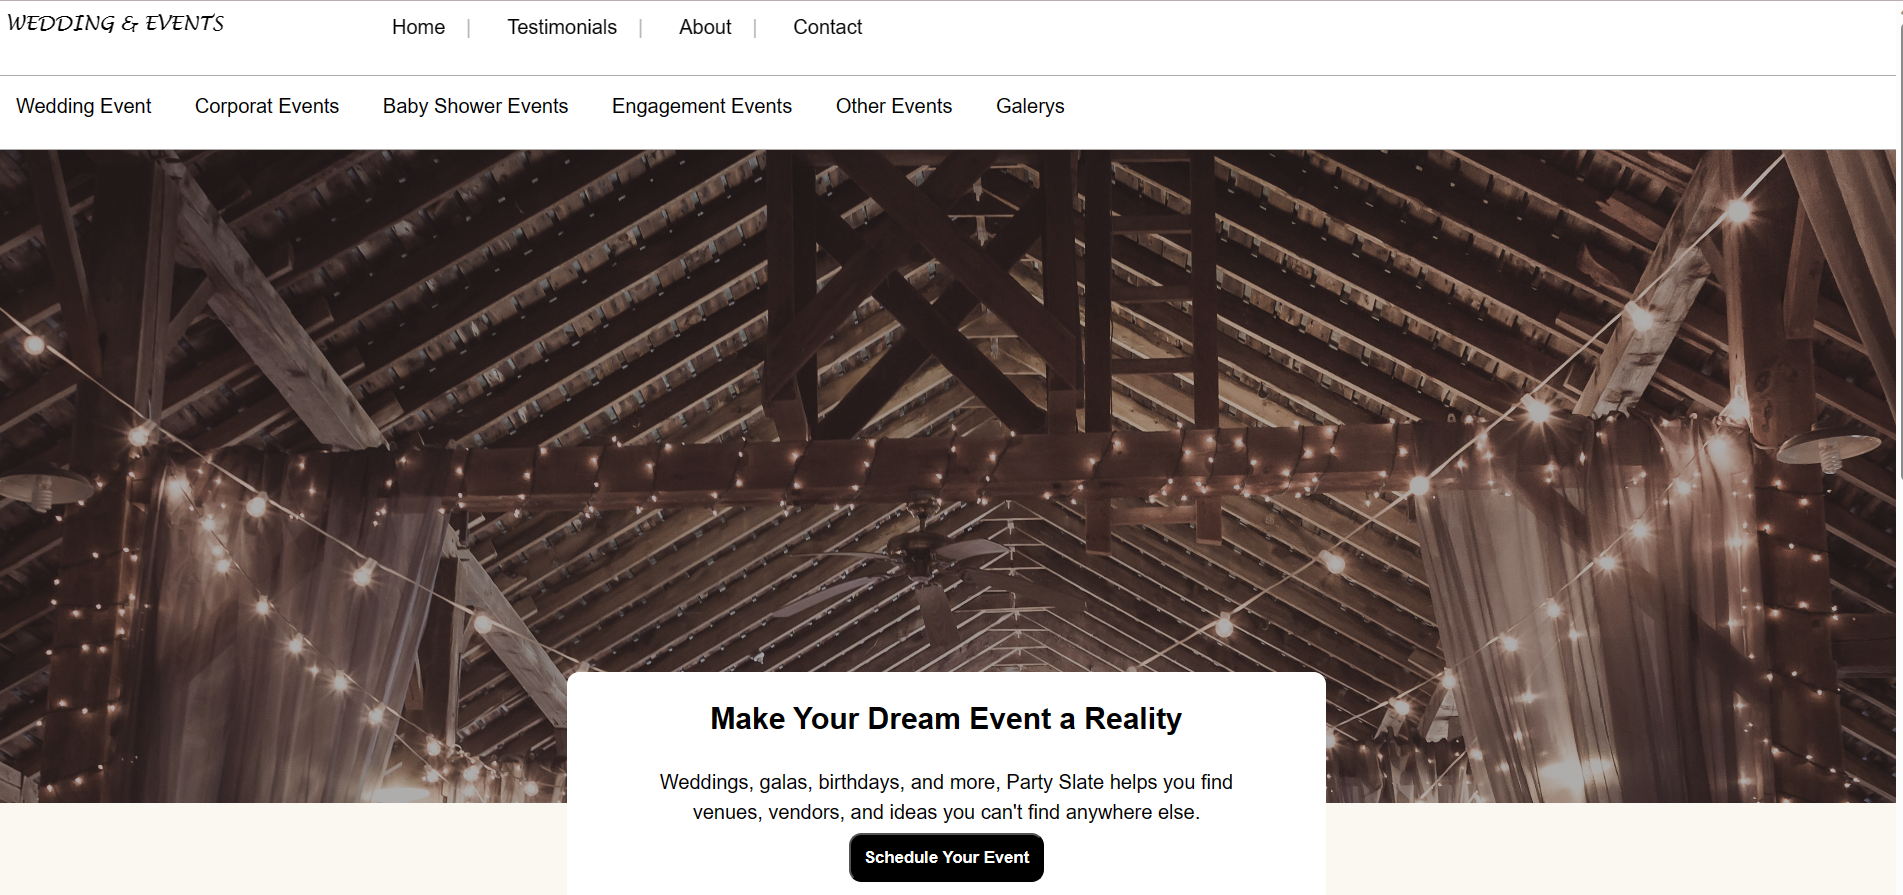 WEDDING & EVENTS
Home | Testimonials | About | Contact
Wedding Event Corporat Events Baby Shower Events Engagement Events Other Events Galerys
Make Your Dream Event a Reality
Weddings, galas, birthdays, and more, Party Slate helps you find
venues, vendors, and ideas you can't find anywhere else.
Schedule Your Event